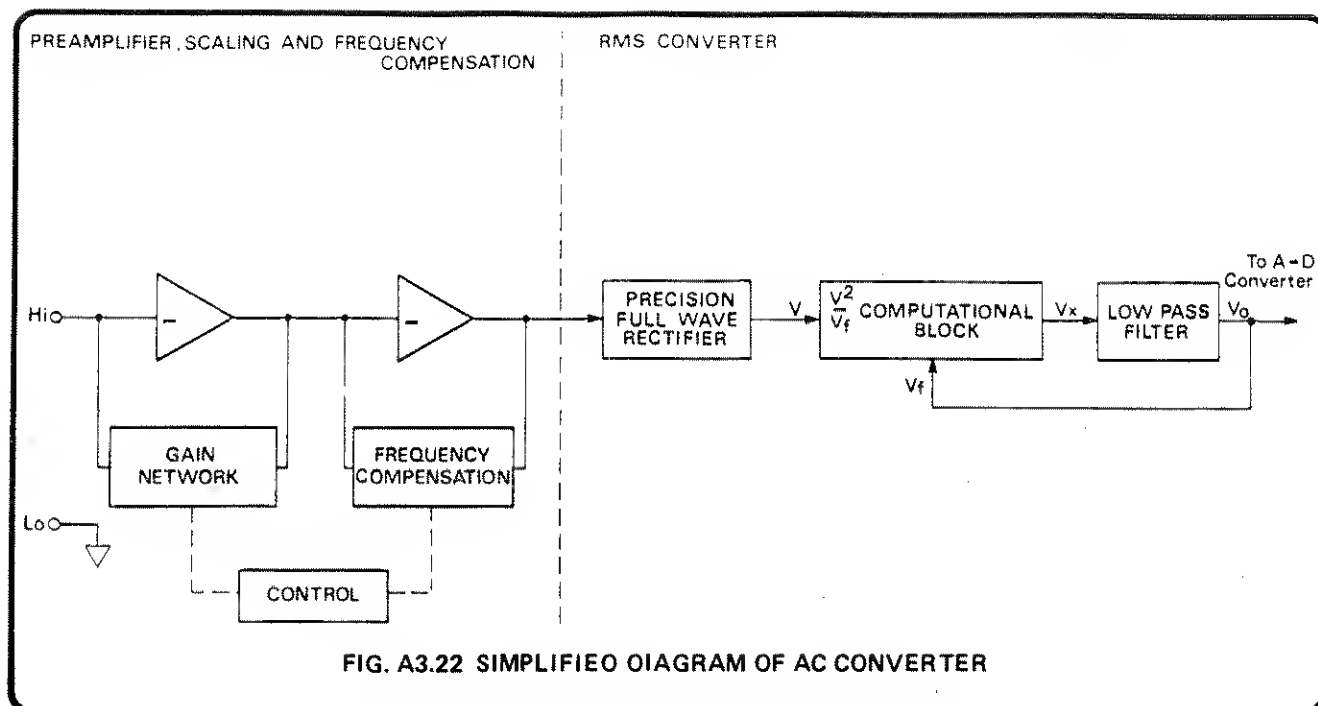 PREAMPLIFIER, SCALING AND FREQUENCY
COMPENSATION
RMS CONVERTER
Hi
-
-
PRECISION
FULL WAVE
RECTIFIER
V
V²
Vf
COMPUTATIONAL
BLOCK
Vx
LOW PASS
FILTER
To A-D
Converter
Vo
Vf
GAIN
NETWORK
FREQUENCY
COMPENSATION
Lo
CONTROL
FIG. A3.22 SIMPLIFIEO OIAGRAM OF AC CONVERTER